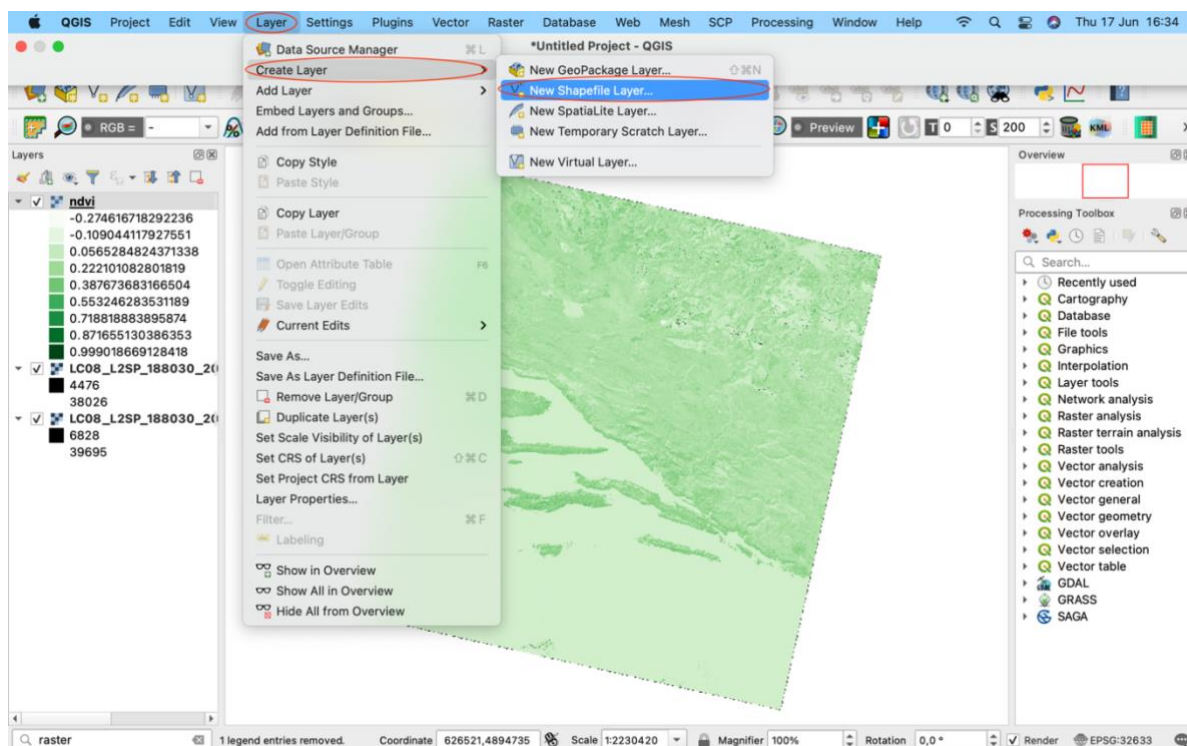 QGIS Project Edit View Layer Settings Plugins Vector Raster Database Web Mesh SCP Processing Window Help Thu 17 Jun 16:34
*Untitled Project - QGIS
Data Source Manager ⌘L
Create Layer
Add Layer
Embed Layers and Groups...
Add from Layer Definition File...
Copy Style
Paste Style
Copy Layer
Paste Layer/Group
Open Attribute Table F6
Toggle Editing
Save Layer Edits
Current Edits
Save As...
Save As Layer Definition File...
Remove Layer/Group ⌘D
Duplicate Layer(s)
Set Scale Visibility of Layer(s)
Set CRS of Layer(s) ⇧⌘C
Set Project CRS from Layer
Layer Properties...
Filter... ⌘F
Labeling
Show in Overview
Show All in Overview
Hide All from Overview
New GeoPackage Layer... ⇧⌘N
New Shapefile Layer...
New SpatiaLite Layer...
New Temporary Scratch Layer...
New Virtual Layer...
RGB = -
Preview T 0 S 200 KML
Layers
ndvi
-0.274616718292236
-0.109044117927551
0.0565284824371338
0.222101082801819
0.387673683166504
0.553246283531189
0.718818883895874
0.871655130386353
0.999018669128418
LC08_L2SP_188030_20
4476
38026
LC08_L2SP_188030_20
6828
39695
Overview
Processing Toolbox
Search...
Recently used
Cartography
Database
File tools
Graphics
Interpolation
Layer tools
Network analysis
Raster analysis
Raster terrain analysis
Raster tools
Vector analysis
Vector creation
Vector general
Vector geometry
Vector overlay
Vector selection
Vector table
GDAL
GRASS
SAGA
raster 1 legend entries removed. Coordinate 626521,4894735 Scale 1:2230420 Magnifier 100% Rotation 0,0 ° Render EPSG:32633